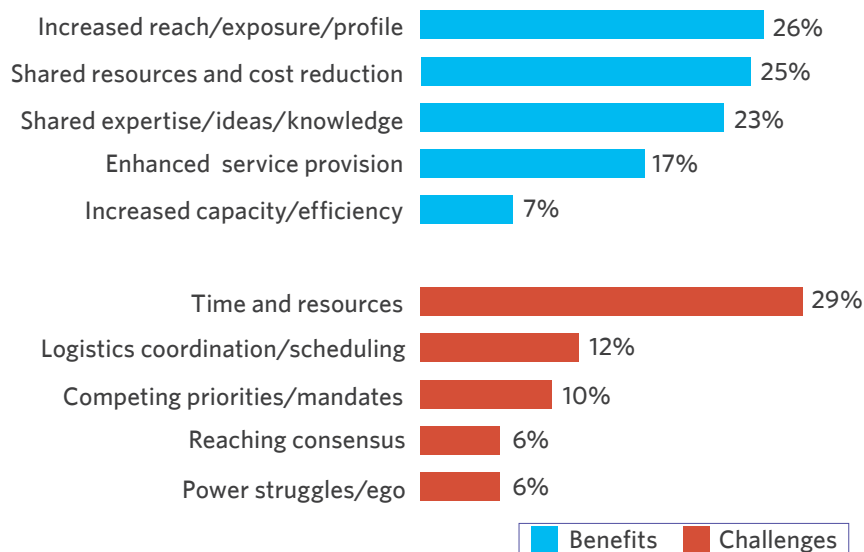 Increased reach/exposure/profile 26%
Shared resources and cost reduction 25%
Shared expertise/ideas/knowledge 23%
Enhanced service provision 17%
Increased capacity/efficiency 7%
Time and resources 29%
Logistics coordination/scheduling 12%
Competing priorities/mandates 10%
Reaching consensus 6%
Power struggles/ego 6%
Benefits Challenges